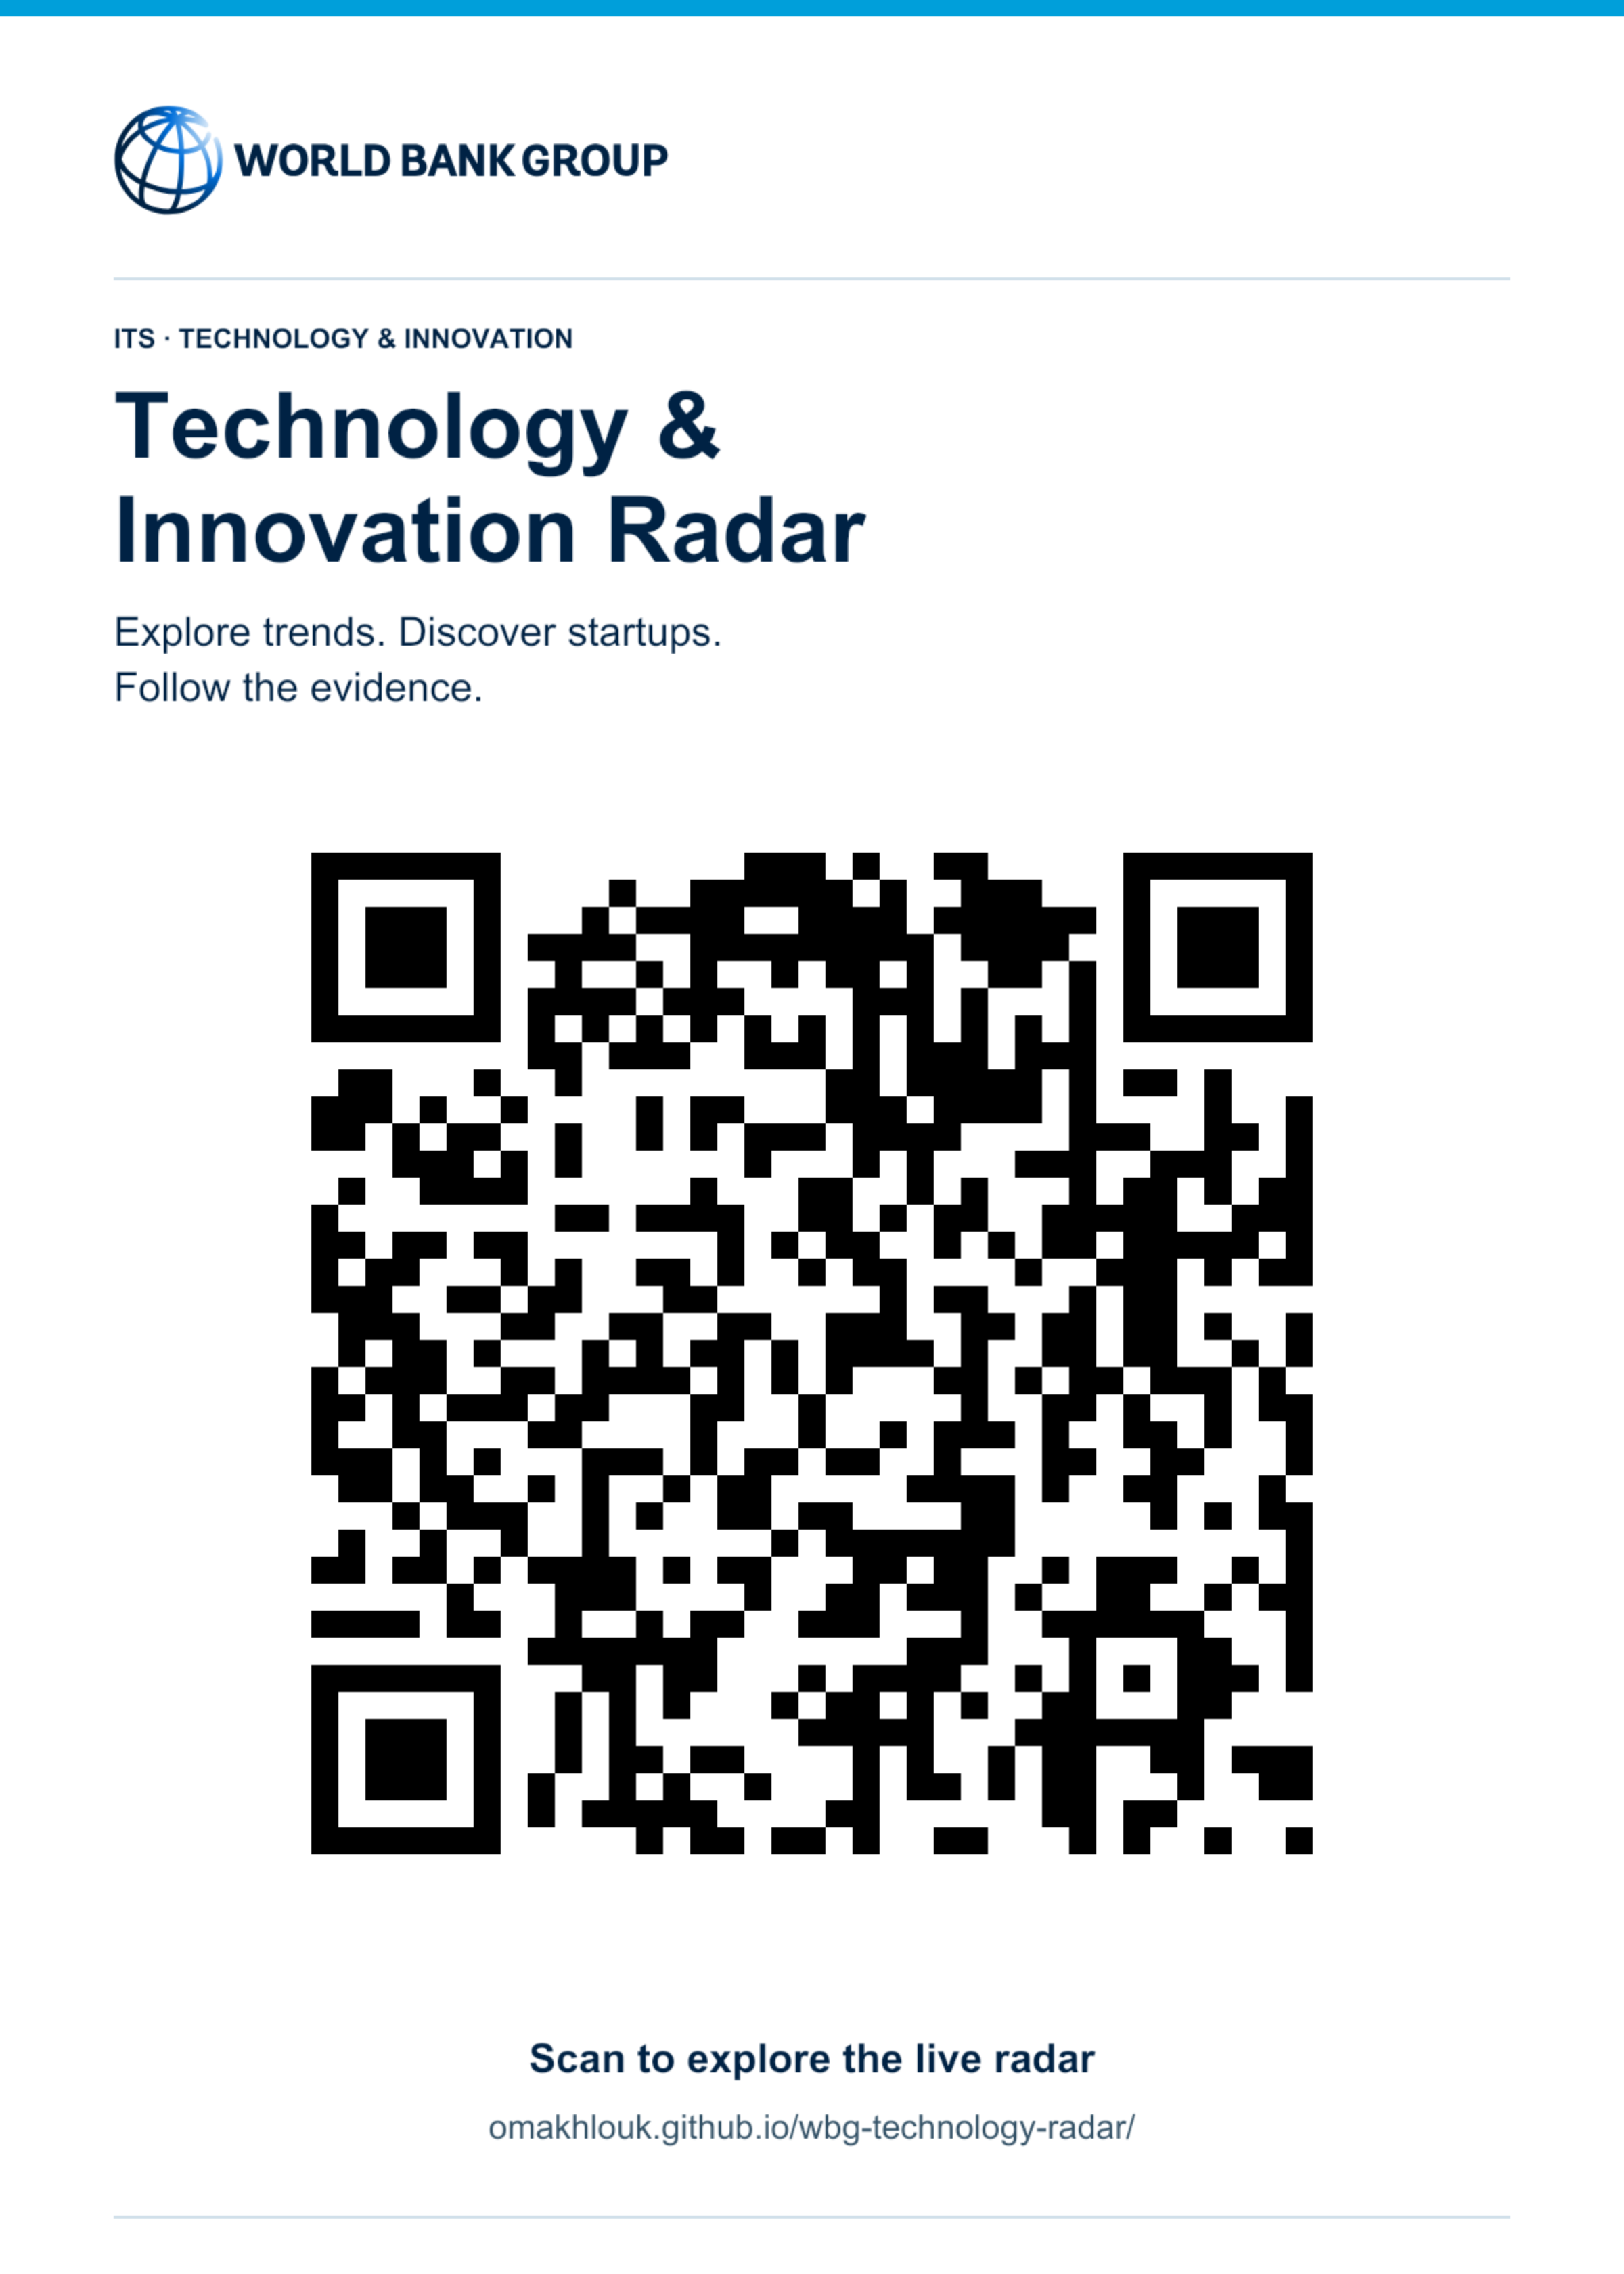 WORLD BANK GROUP
ITS · TECHNOLOGY & INNOVATION
Technology &
Innovation Radar
Explore trends. Discover startups.
Follow the evidence.
Scan to explore the live radar
omakhlouk.github.io/wbg-technology-radar/